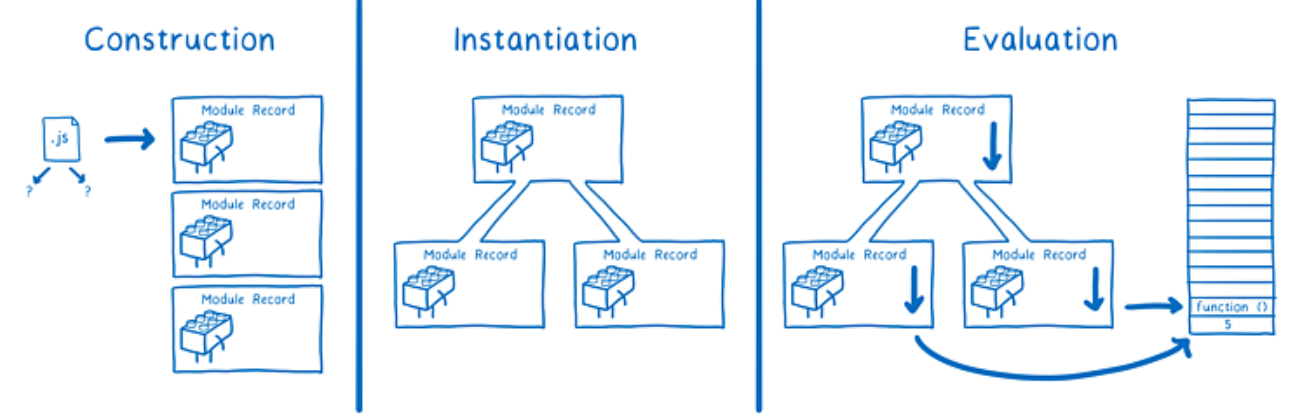 Construction
.js
?
?
Module Record
Module Record
Module Record
Instantiation
Module Record
Module Record
Module Record
Evaluation
Module Record
Module Record
Module Record
function ()
5